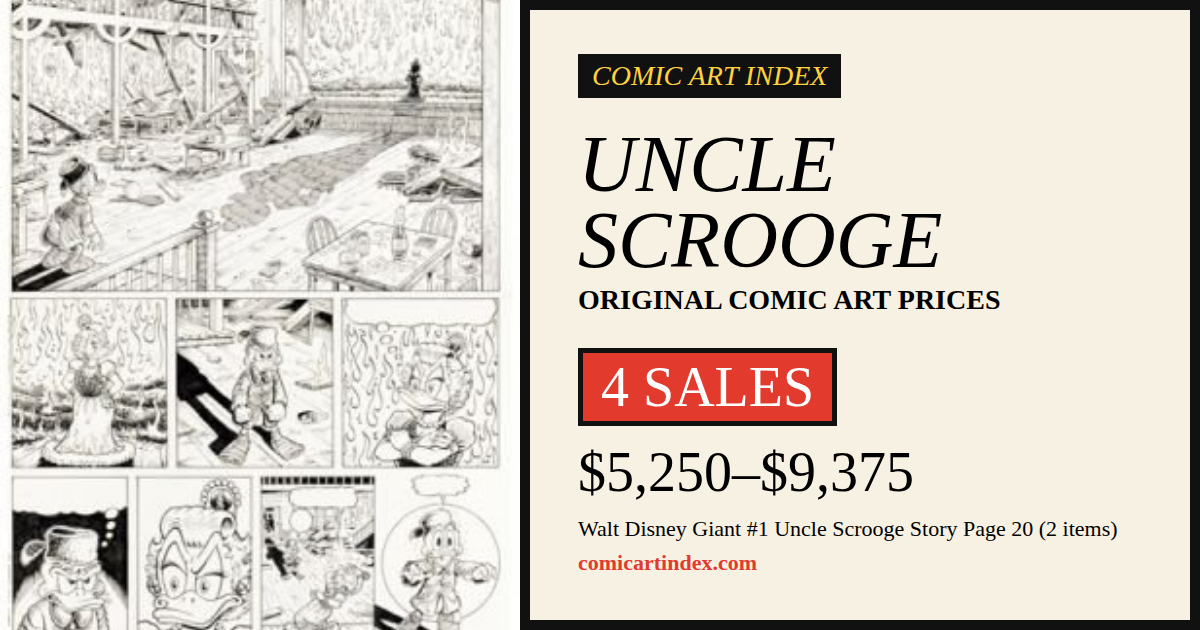 COMIC ART INDEX
UNCLE
SCROOGE
ORIGINAL COMIC ART PRICES
4 SALES
$5,250–$9,375
Walt Disney Giant #1 Uncle Scrooge Story Page 20 (2 items)
comicartindex.com